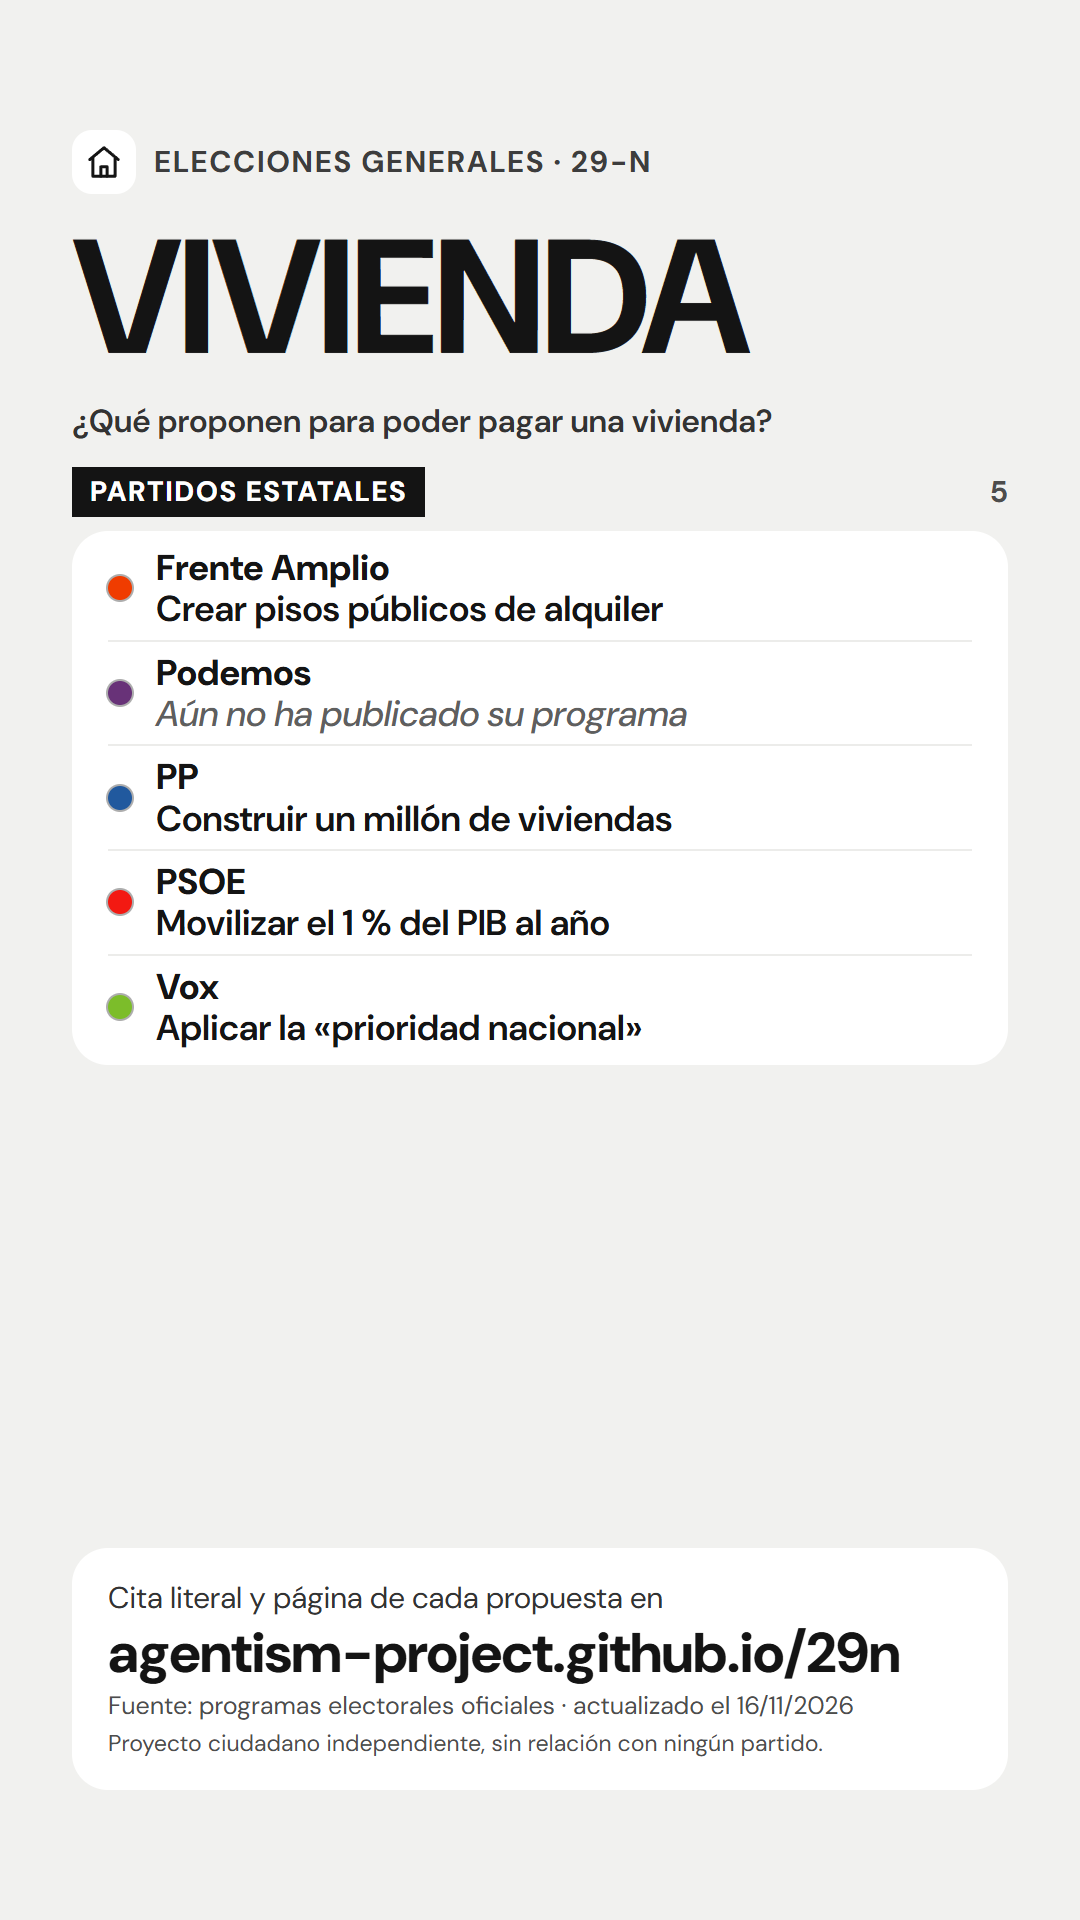 ELECCIONES GENERALES · 29-N
VIVIENDA
¿Qué proponen para poder pagar una vivienda?
PARTIDOS ESTATALES 5
Frente Amplio
Crear pisos públicos de alquiler
Podemos
Aún no ha publicado su programa
PP
Construir un millón de viviendas
PSOE
Movilizar el 1 % del PIB al año
Vox
Aplicar la «prioridad nacional»
Cita literal y página de cada propuesta en
agentism-project.github.io/29n
Fuente: programas electorales oficiales · actualizado el 16/11/2026
Proyecto ciudadano independiente, sin relación con ningún partido.